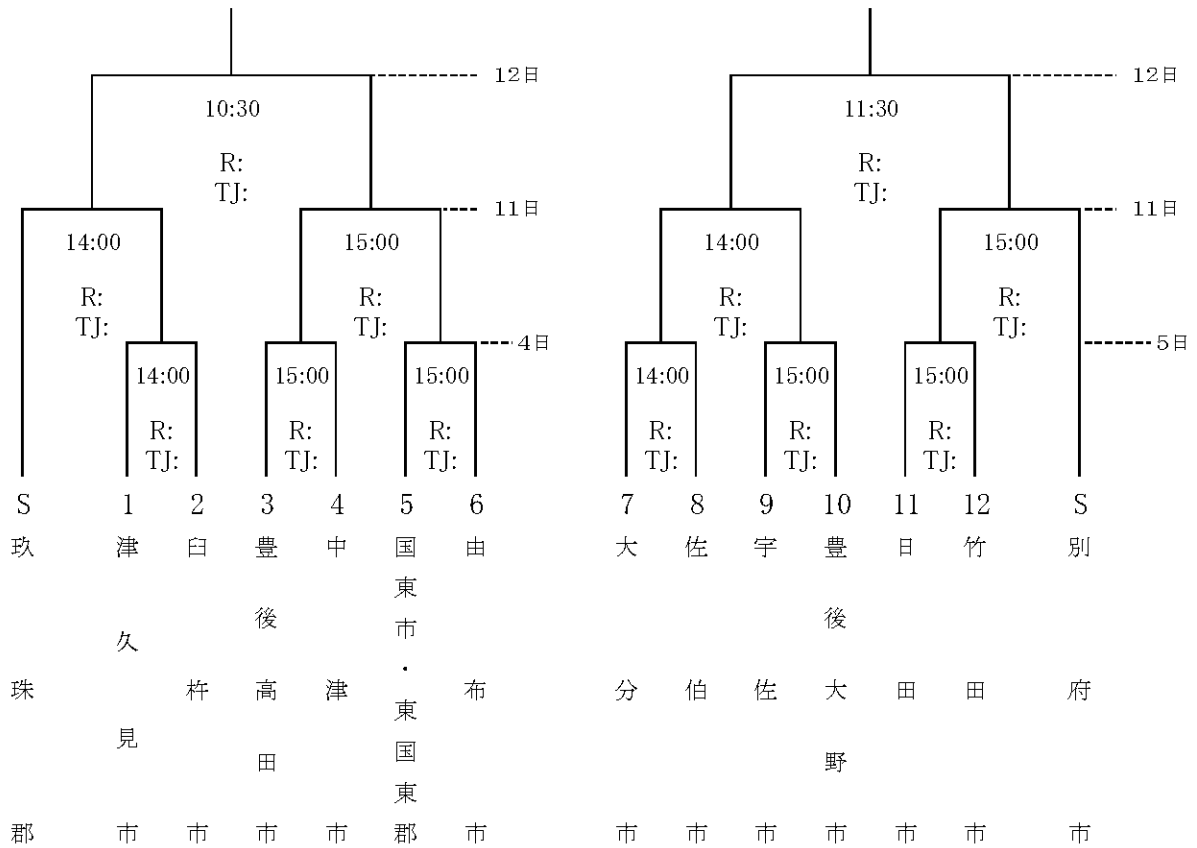 12日
12日
10:30
11:30
R:
TJ:
R:
TJ:
11日
11日
14:00
15:00
14:00
15:00
R:
TJ:
R:
TJ:
R:
TJ:
R:
TJ:
4日
5日
14:00
15:00
15:00
14:00
15:00
15:00
R:
TJ:
R:
TJ:
R:
TJ:
R:
TJ:
R:
TJ:
R:
TJ:
S
1
2
3
4
5
6
7
8
9
10
11
12
S
玖珠郡
津久見市
臼杵市
豊後高田市
中津市
国東市・東国東郡
由布市
大分市
佐伯市
宇佐市
豊後大野市
日田市
竹田市
別府市